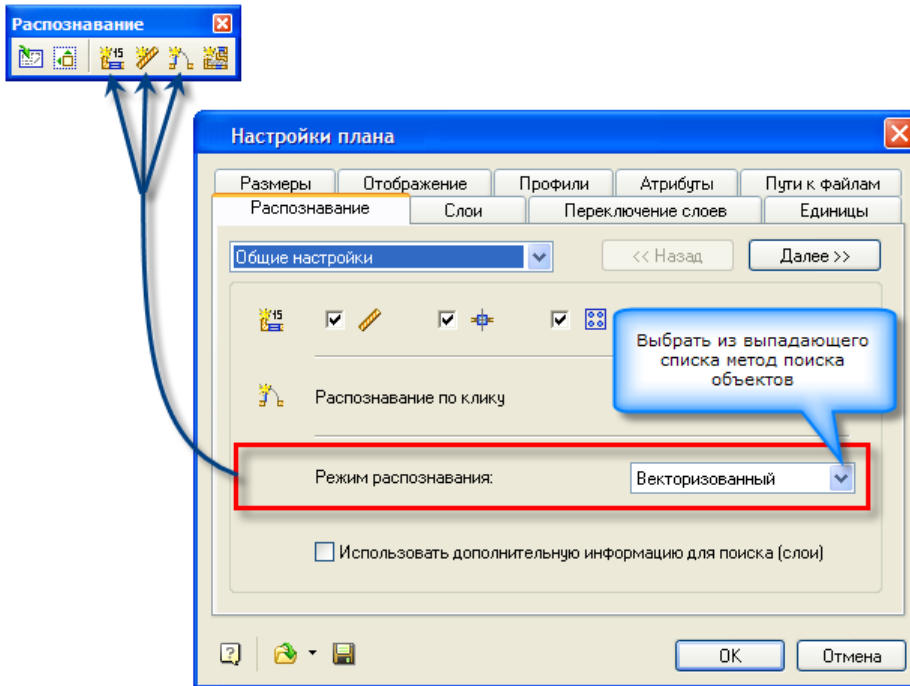 Распознавание
15
Настройки плана
Размеры Отображение Профили Атрибуты Пути к файлам
Распознавание Слои Переключение слоев Единицы
Общие настройки << Назад Далее >>
15
Выбрать из выпадающего
списка метод поиска
объектов
Распознавание по клику
Режим распознавания: Векторизованный
Использовать дополнительную информацию для поиска (слои)
? OK Отмена